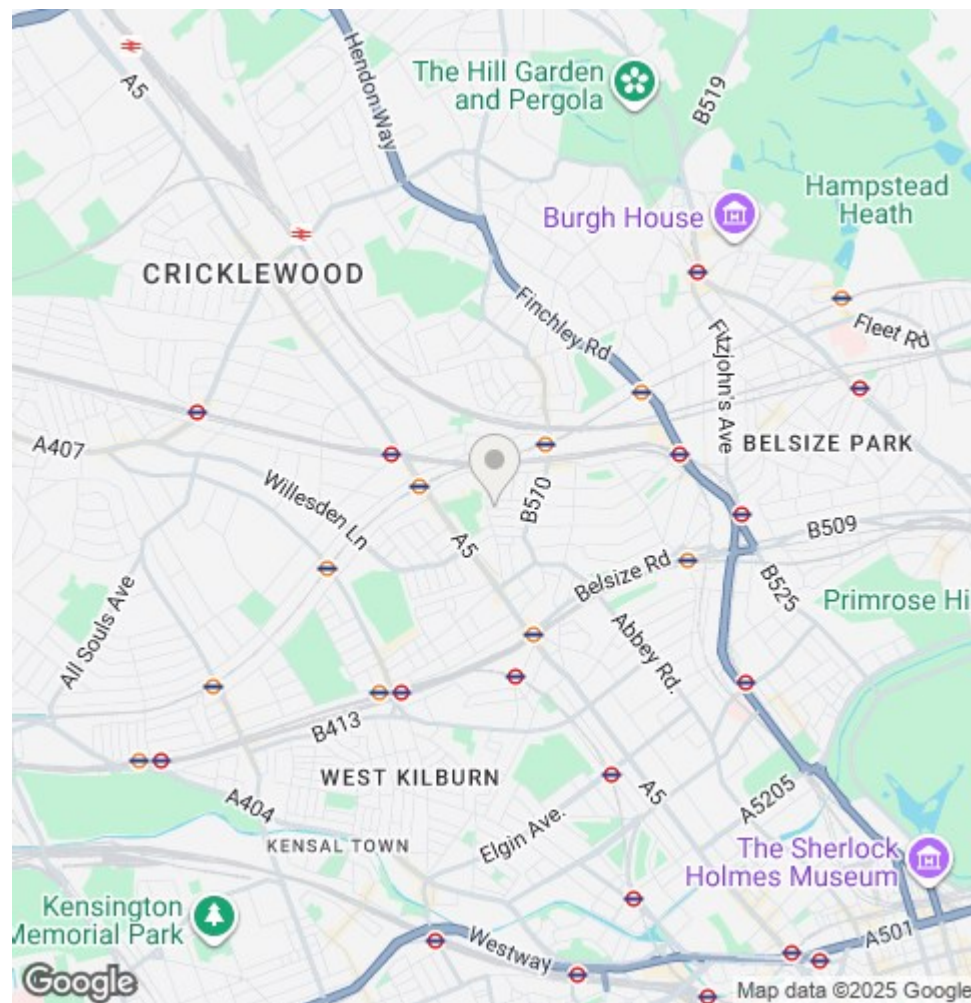 Hendon Way
The Hill Garden
and Pergola
B519
A5
Hampstead
Heath
Burgh House
CRICKLEWOOD
Finchley Rd
Fleet Rd
Fitzjohn's Ave
A407
BELSIZE PARK
Willesden Ln
B570
A5
B509
Belsize Rd
B525
Primrose Hi
All Souls Ave
Abbey Rd.
B413
WEST KILBURN
A5
A5205
A404
Elgin Ave.
KENSAL TOWN
The Sherlock
Holmes Museum
Kensington
Memorial Park
Westway
A501
Google
Map data ©2025 Google